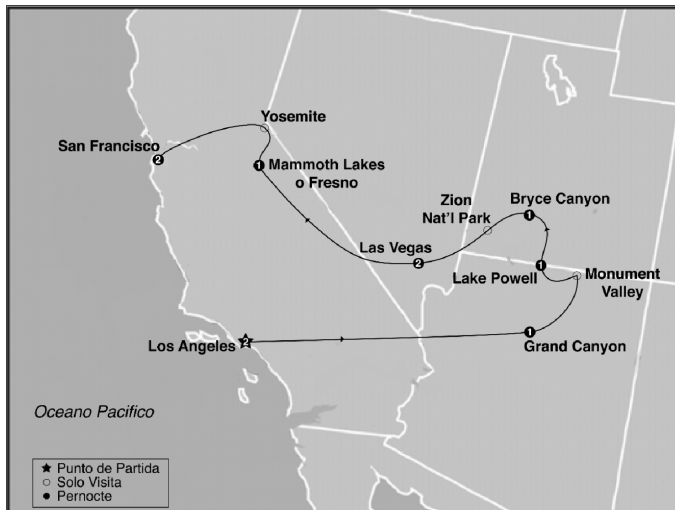 Yosemite
San Francisco
2
1
Mammoth Lakes
o Fresno
Zion
Nat'l Park
Bryce Canyon
1
Las Vegas
2
Lake Powell
1
Monument
Valley
Los Angeles
2
1
Grand Canyon
Oceano Pacifico
Punto de Partida
Solo Visita
Pernocte